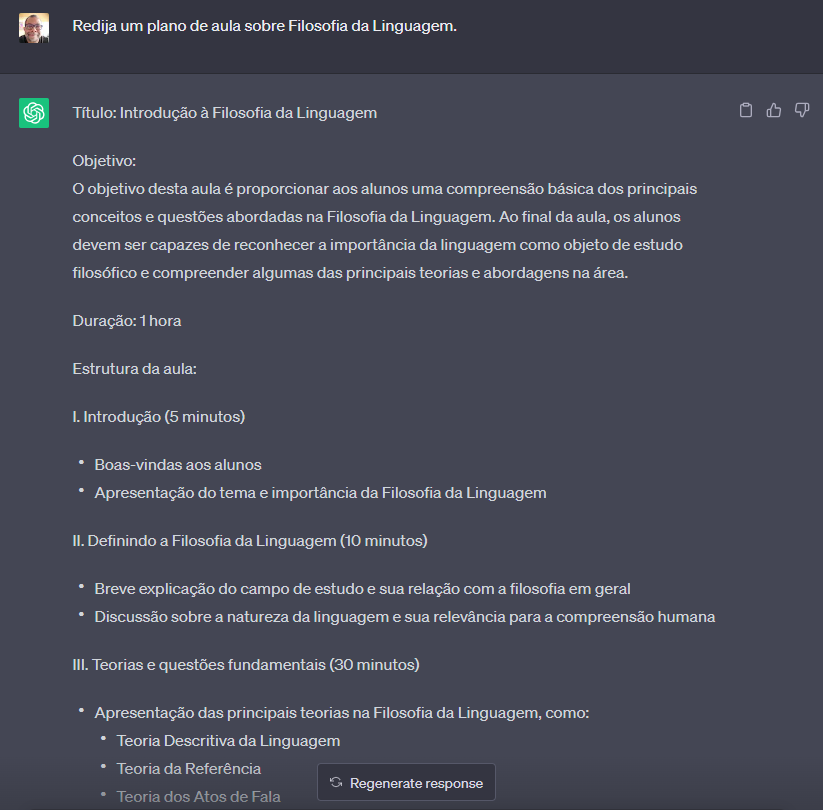 Redija um plano de aula sobre Filosofia da Linguagem.
Título: Introdução à Filosofia da Linguagem
Objetivo:
O objetivo desta aula é proporcionar aos alunos uma compreensão básica dos principais
conceitos e questões abordadas na Filosofia da Linguagem. Ao final da aula, os alunos
devem ser capazes de reconhecer a importância da linguagem como objeto de estudo
filosófico e compreender algumas das principais teorias e abordagens na área.
Duração: 1 hora
Estrutura da aula:
I. Introdução (5 minutos)
• Boas-vindas aos alunos
• Apresentação do tema e importância da Filosofia da Linguagem
II. Definindo a Filosofia da Linguagem (10 minutos)
• Breve explicação do campo de estudo e sua relação com a filosofia em geral
• Discussão sobre a natureza da linguagem e sua relevância para a compreensão humana
III. Teorias e questões fundamentais (30 minutos)
• Apresentação das principais teorias na Filosofia da Linguagem, como:
• Teoria Descritiva da Linguagem
• Teoria da Referência
• Teoria dos Atos de Fala
Regenerate response